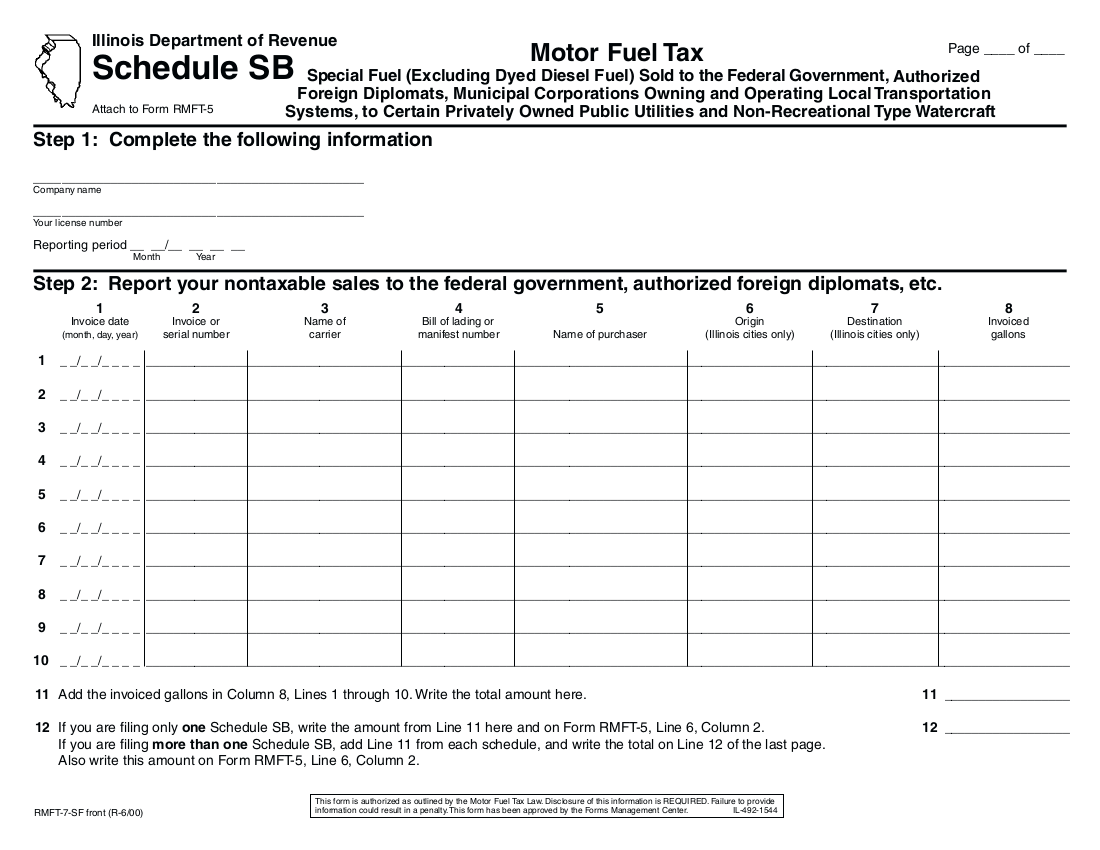 Illinois Department of Revenue
Schedule SB
Attach to Form RMFT-5
Motor Fuel Tax
Page ____ of ____
Special Fuel (Excluding Dyed Diesel Fuel) Sold to the Federal Government, Authorized
Foreign Diplomats, Municipal Corporations Owning and Operating Local Transportation
Systems, to Certain Privately Owned Public Utilities and Non-Recreational Type Watercraft
Step 1:  Complete the following information
Company name
Your license number
Reporting period __ __/__ __ __ __
Month Year
Step 2:  Report your nontaxable sales to the federal government, authorized foreign diplomats, etc.
1 2 3 4 5 6 7 8
Invoice date Invoice or Name of Bill of lading or Origin Destination Invoiced
(month, day, year) serial number carrier manifest number Name of purchaser (Illinois cities only) (Illinois cities only) gallons
1 _ _/_ _/_ _ _ _
2 _ _/_ _/_ _ _ _
3 _ _/_ _/_ _ _ _
4 _ _/_ _/_ _ _ _
5 _ _/_ _/_ _ _ _
6 _ _/_ _/_ _ _ _
7 _ _/_ _/_ _ _ _
8 _ _/_ _/_ _ _ _
9 _ _/_ _/_ _ _ _
10 _ _/_ _/_ _ _ _
11 Add the invoiced gallons in Column 8, Lines 1 through 10. Write the total amount here. 11
12 If you are filing only one Schedule SB, write the amount from Line 11 here and on Form RMFT-5, Line 6, Column 2. 12
If you are filing more than one Schedule SB, add Line 11 from each schedule, and write the total on Line 12 of the last page.
Also write this amount on Form RMFT-5, Line 6, Column 2.
This form is authorized as outlined by the Motor Fuel Tax Law. Disclosure of this information is REQUIRED. Failure to provide
information could result in a penalty. This form has been approved by the Forms Management Center. IL-492-1544
RMFT-7-SF front (R-6/00)